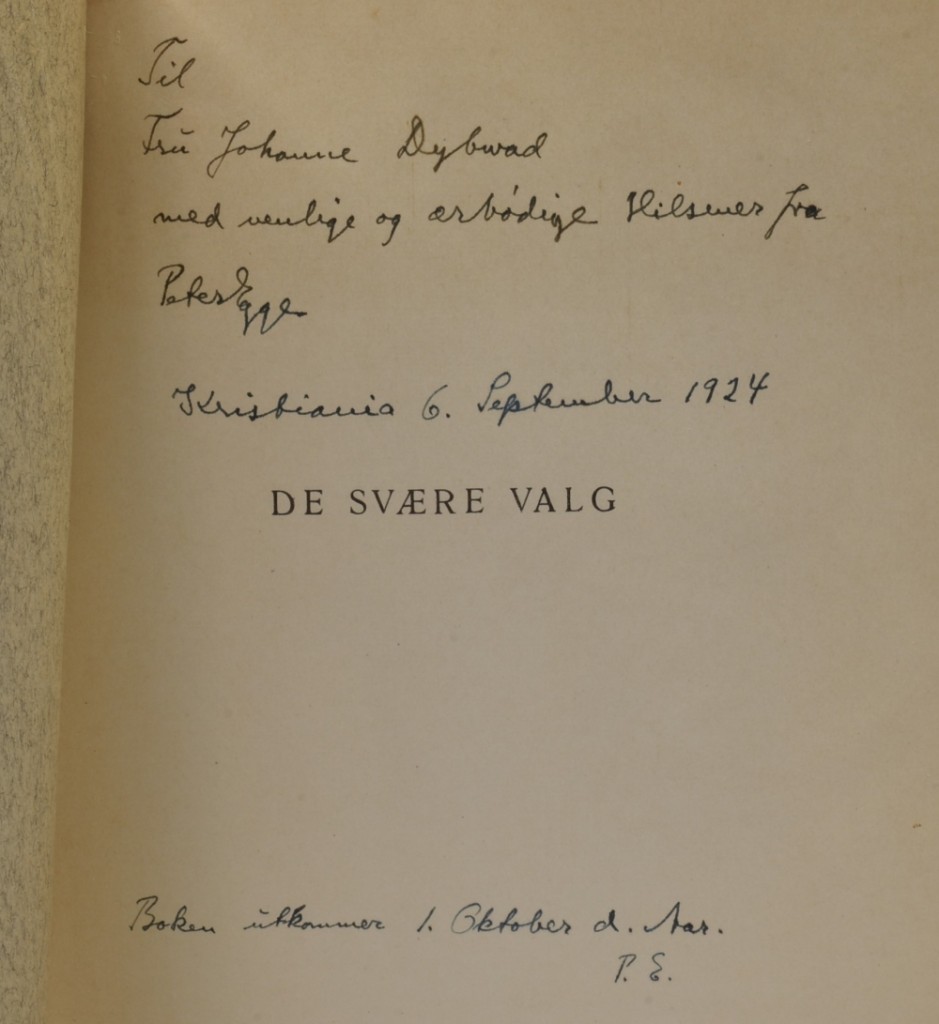 Til
Fru Johanne Dybwad
med venlige og ærbødige Hilsener fra
Peter Egge
Kristiania 6. September 1924
DE SVÆRE VALG
Boken utkommer 1. Oktober d. Aar.
P. E.